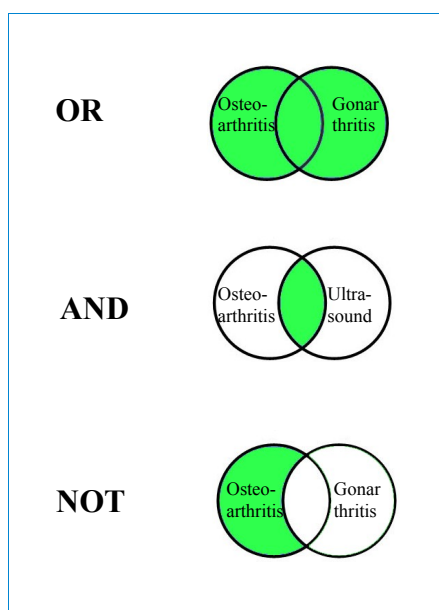 OR
Osteo-
arthritis
Gonar
thritis
AND
Osteo-
arthritis
Ultra-
sound
NOT
Osteo-
arthritis
Gonar
thritis